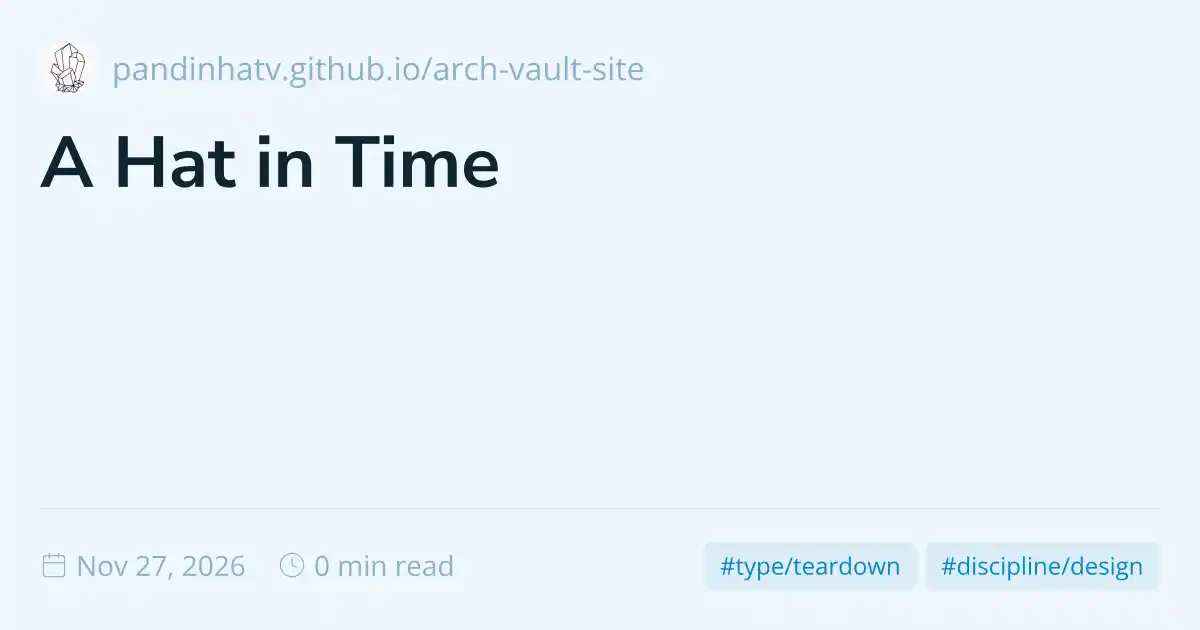 pandinhatv.github.io/arch-vault-site
A Hat in Time
Nov 27, 2026 0 min read #type/teardown #discipline/design